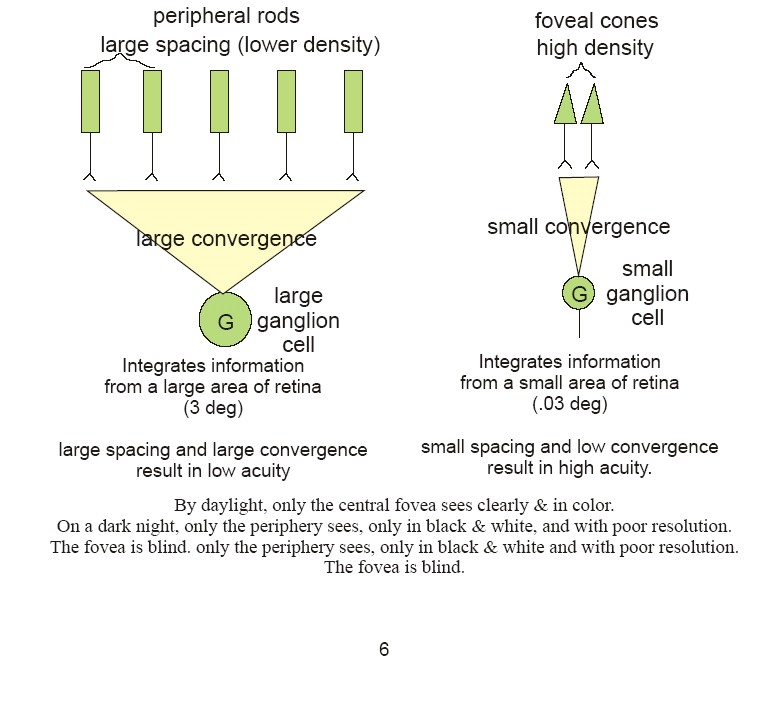 peripheral rods
large spacing (lower density)
large convergence
G
large
ganglion
cell
Integrates information
from a large area of retina
(3 deg)
large spacing and large convergence
result in low acuity
foveal cones
high density
small convergence
G
small
ganglion
cell
Integrates information
from a small area of retina
(.03 deg)
small spacing and low convergence
result in high acuity.
By daylight, only the central fovea sees clearly & in color.
On a dark night, only the periphery sees, only in black & white, and with poor resolution.
The fovea is blind. only the periphery sees, only in black & white and with poor resolution.
The fovea is blind.
6